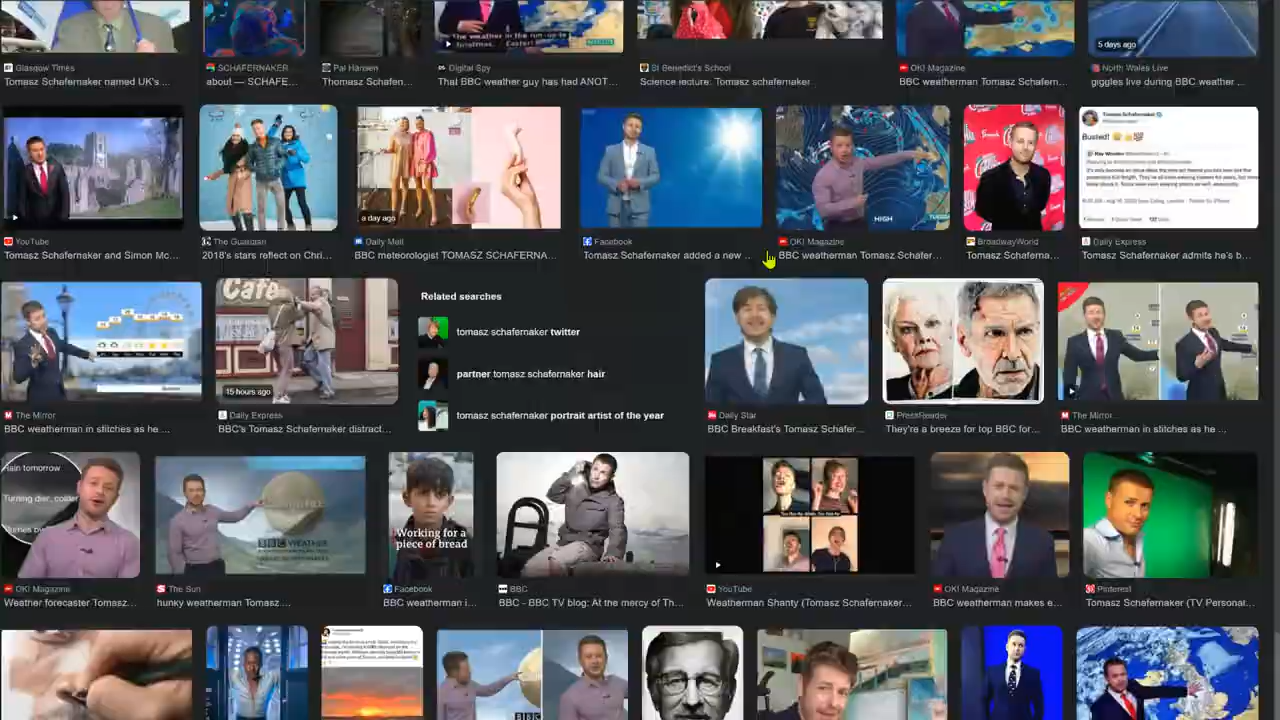 The weather in the run-up to
Christmas, Easter!
5 days ago
Glasgow Times
SCHAFERNAKER
Pal Hansen
Digital Spy
St Benedict's School
OK! Magazine
North Wales Live
Tomasz Schafernaker named UK's ...
about — SCHAFE...
Thomasz Schafen...
That BBC weather guy has had ANOT...
Science lecture: Tomasz schafernaker
BBC weatherman Tomasz Schafern...
giggles live during BBC weather ...
a day ago
HIGH
Tomasz Schafernaker
Busted!
YouTube
The Guardian
Daily Mail
Facebook
OK! Magazine
BroadwayWorld
Daily Express
Tomasz Schafernaker and Simon Mc...
2018's stars reflect on Chri...
BBC meteorologist TOMASZ SCHAFERNA...
Tomasz Schafernaker added a new ...
BBC weatherman Tomasz Schafer...
Tomasz Schaferna...
Tomasz Schafernaker admits he's b...
Cafe
15 hours ago
Related searches
tomasz schafernaker twitter
partner tomasz schafernaker hair
tomasz schafernaker portrait artist of the year
The Mirror
Daily Express
Daily Star
PressReader
The Mirror
BBC weatherman in stitches as he ...
BBC's Tomasz Schafernaker distract...
BBC Breakfast's Tomasz Schafer...
They're a breeze for top BBC for...
BBC weatherman in stitches as he ...
Rain tomorrow
BBC WEATHER
Working for a
piece of bread
OK! Magazine
The Sun
Facebook
BBC
YouTube
OK! Magazine
Pinterest
Weather forecaster Tomasz...
hunky weatherman Tomasz....
BBC weatherman i...
BBC - BBC TV blog: At the mercy of Th...
Weatherman Shanty (Tomasz Schafernaker...
BBC weatherman makes e...
Tomasz Schafernaker (TV Personal...
BBC